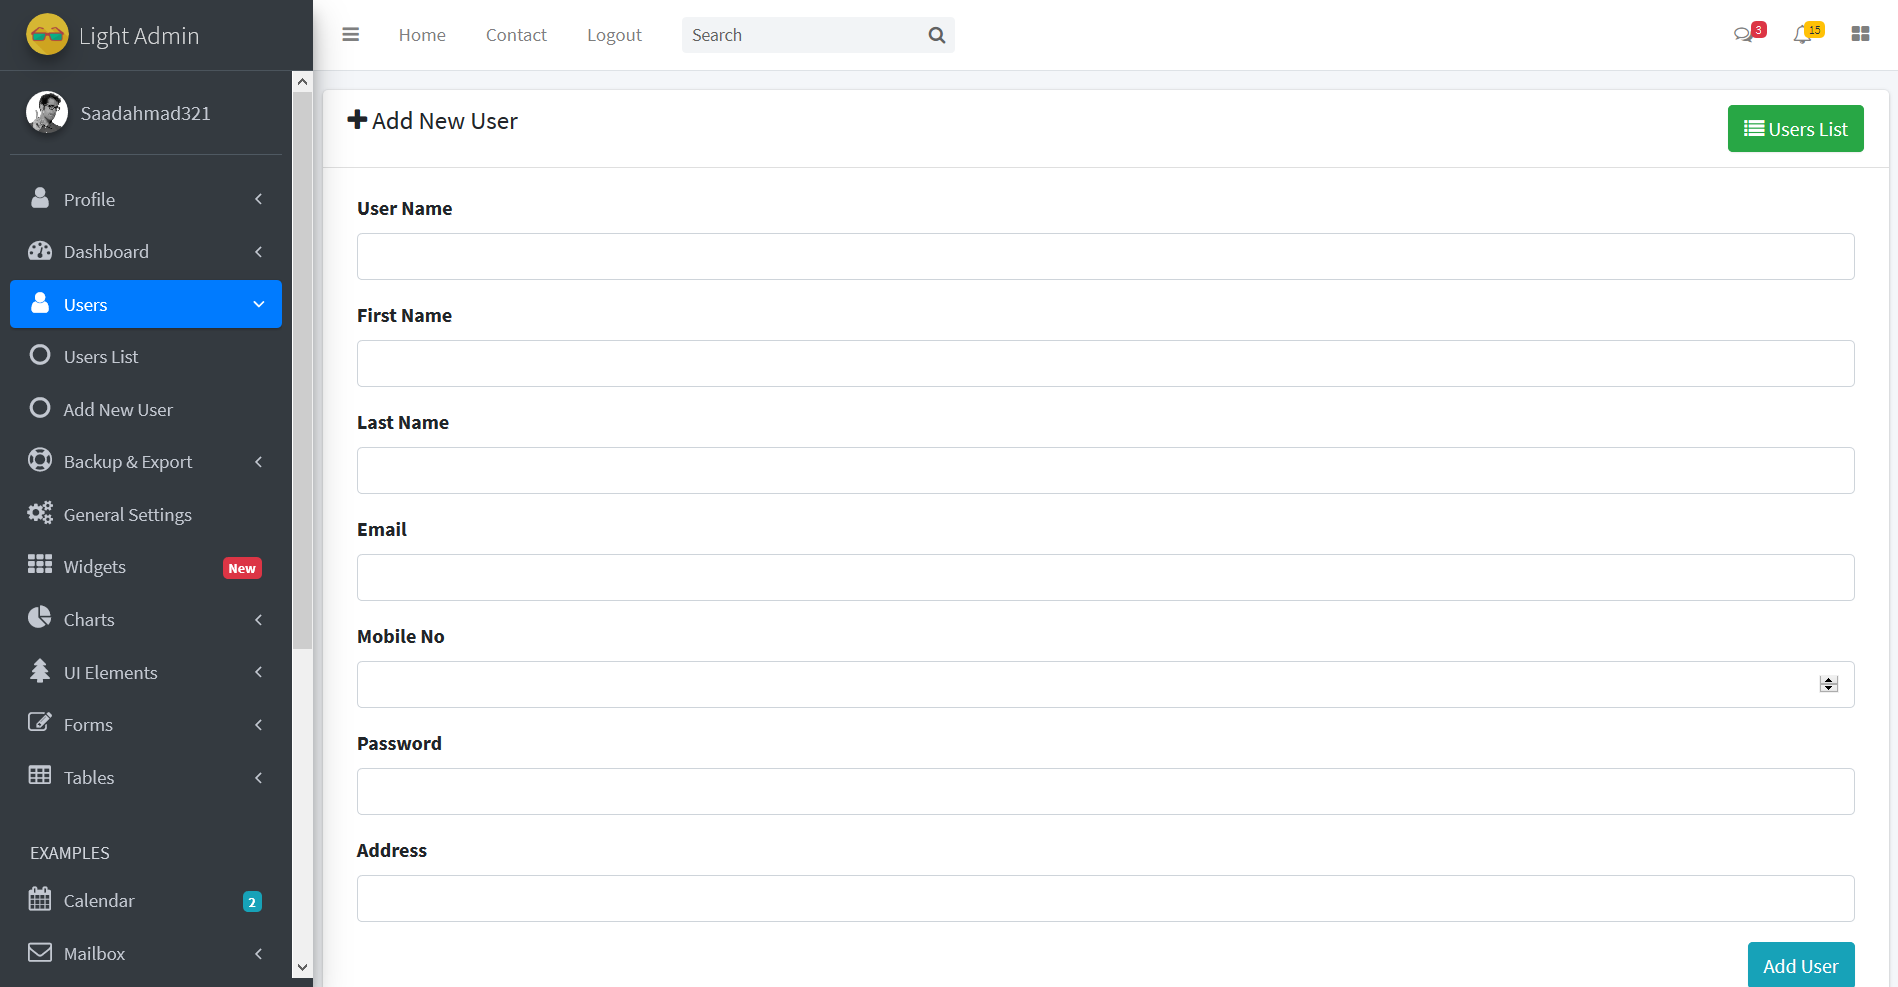 Light Admin
Home
Contact
Logout
Search
3
15
Saadahmad321
Profile
Dashboard
Users
Users List
Add New User
Backup & Export
General Settings
Widgets
New
Charts
UI Elements
Forms
Tables
EXAMPLES
Calendar
2
Mailbox
Add New User
Users List
User Name
First Name
Last Name
Email
Mobile No
Password
Address
Add User